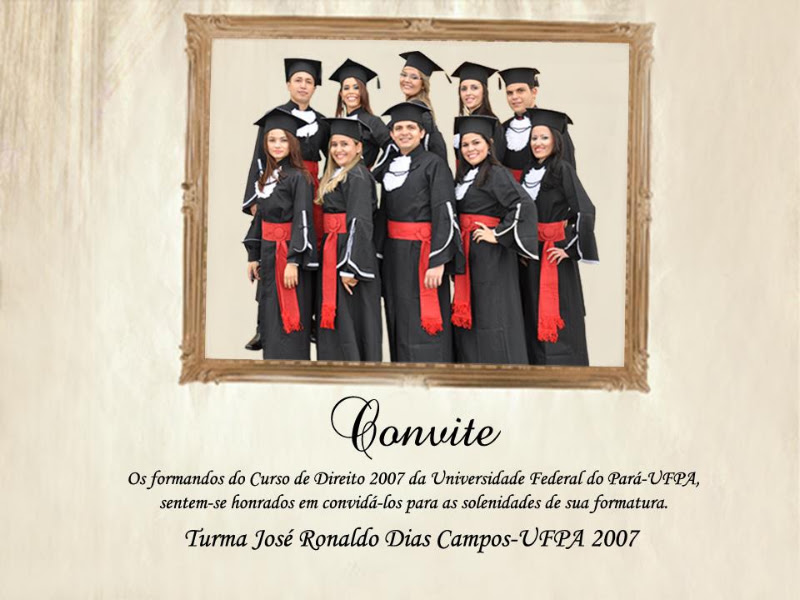 Convite
Os formandos do Curso de Direito 2007 da Universidade Federal do Pará-UFPA,
sentem-se honrados em convidá-los para as solenidades de sua formatura.
Turma José Ronaldo Dias Campos-UFPA 2007